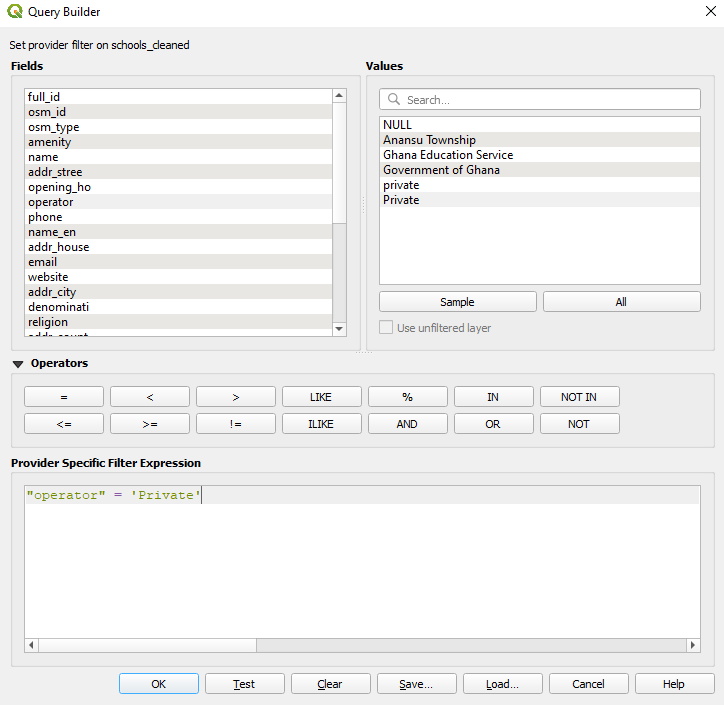 Query Builder
Set provider filter on schools_cleaned
Fields
full_id
osm_id
osm_type
amenity
name
addr_stree
opening_ho
operator
phone
name_en
addr_house
email
website
addr_city
denominati
religion
addr_count
Values
Search...
NULL
Anansu Township
Ghana Education Service
Government of Ghana
private
Private
Sample
All
Use unfiltered layer
Operators
= < > LIKE % IN NOT IN
<= >= != ILIKE AND OR NOT
Provider Specific Filter Expression
"operator" = 'Private'
OK Test Clear Save... Load... Cancel Help